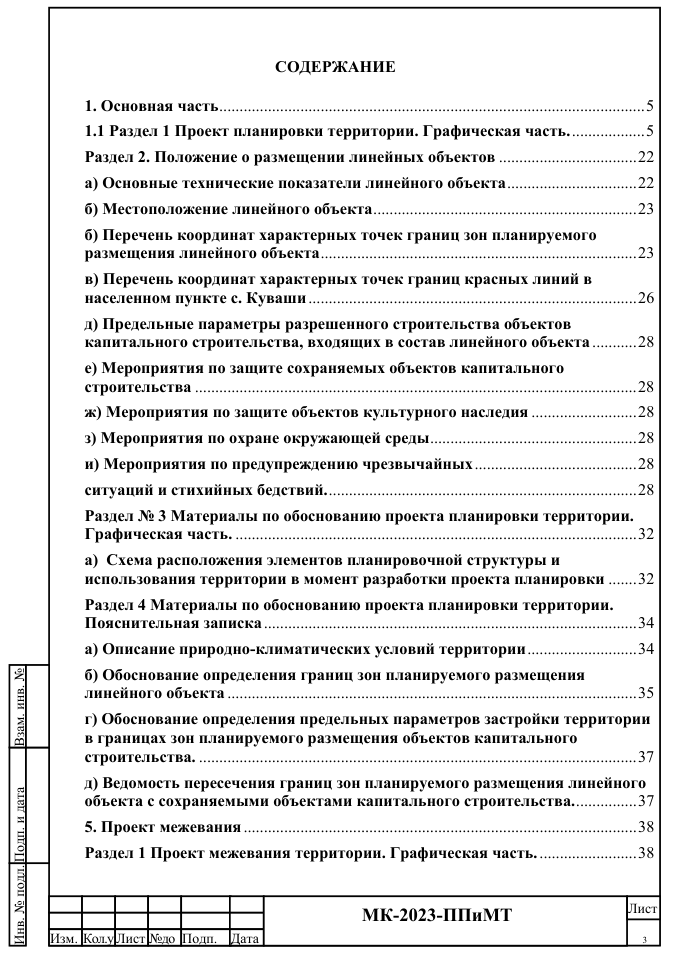 СОДЕРЖАНИЕ
1. Основная часть.....5
1.1 Раздел 1 Проект планировки территории. Графическая часть......5
Раздел 2. Положение о размещении линейных объектов .....22
а) Основные технические показатели линейного объекта.....22
б) Местоположение линейного объекта.....23
б) Перечень координат характерных точек границ зон планируемого
размещения линейного объекта.....23
в) Перечень координат характерных точек границ красных линий в
населенном пункте с. Куваши.....26
д) Предельные параметры разрешенного строительства объектов
капитального строительства, входящих в состав линейного объекта.....28
е) Мероприятия по защите сохраняемых объектов капитального
строительства .....28
ж) Мероприятия по защите объектов культурного наследия .....28
з) Мероприятия по охране окружающей среды.....28
и) Мероприятия по предупреждению чрезвычайных.....28
ситуаций и стихийных бедствий......28
Раздел № 3 Материалы по обоснованию проекта планировки территории.
Графическая часть. .....32
а) Схема расположения элементов планировочной структуры и
использования территории в момент разработки проекта планировки .....32
Раздел 4 Материалы по обоснованию проекта планировки территории.
Пояснительная записка.....34
а) Описание природно-климатических условий территории.....34
б) Обоснование определения границ зон планируемого размещения
линейного объекта.....35
г) Обоснование определения предельных параметров застройки территории
в границах зон планируемого размещения объектов капитального
строительства. .....37
д) Ведомость пересечения границ зон планируемого размещения линейного
объекта с сохраняемыми объектами капитального строительства......37
5. Проект межевания.....38
Раздел 1 Проект межевания территории. Графическая часть......38
Взам. инв. №
Подп. и дата
Инв. № подл.
Изм. Кол.у Лист №до Подп. Дата
МК-2023-ППиМТ
Лист
3